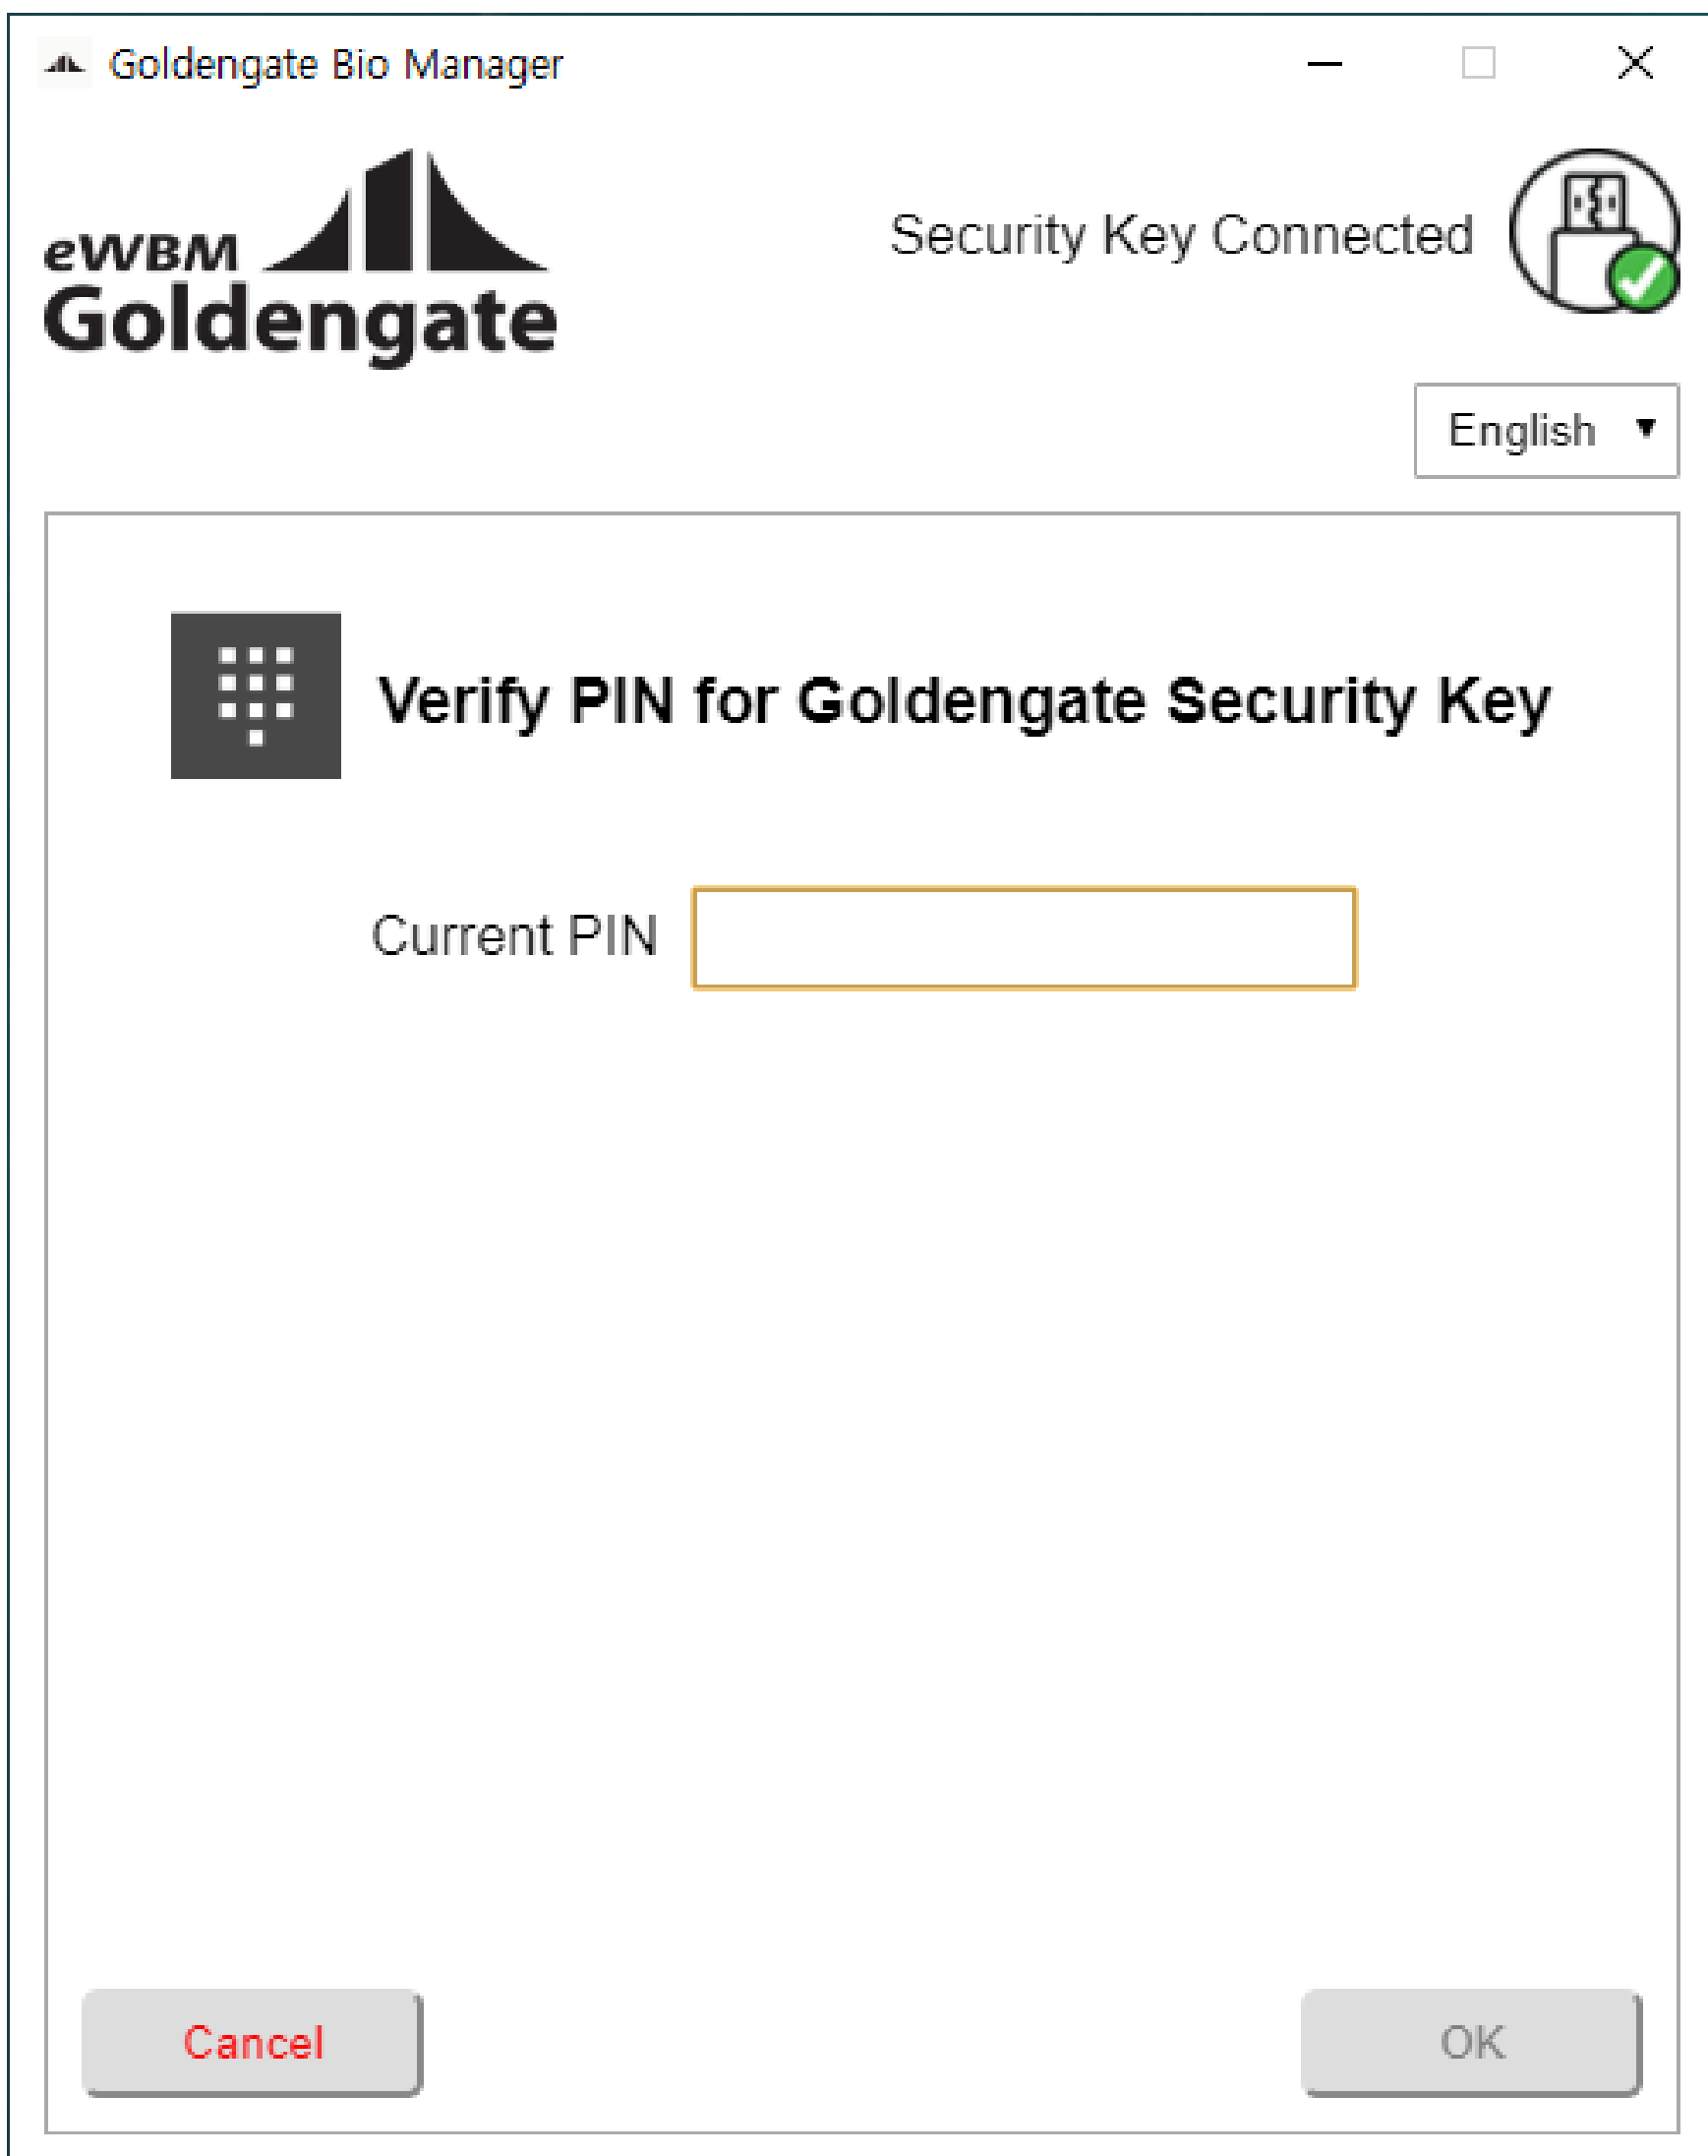 Goldengate Bio Manager
eWBM
Goldengate
Security Key Connected
English
Verify PIN for Goldengate Security Key
Current PIN
Cancel
OK